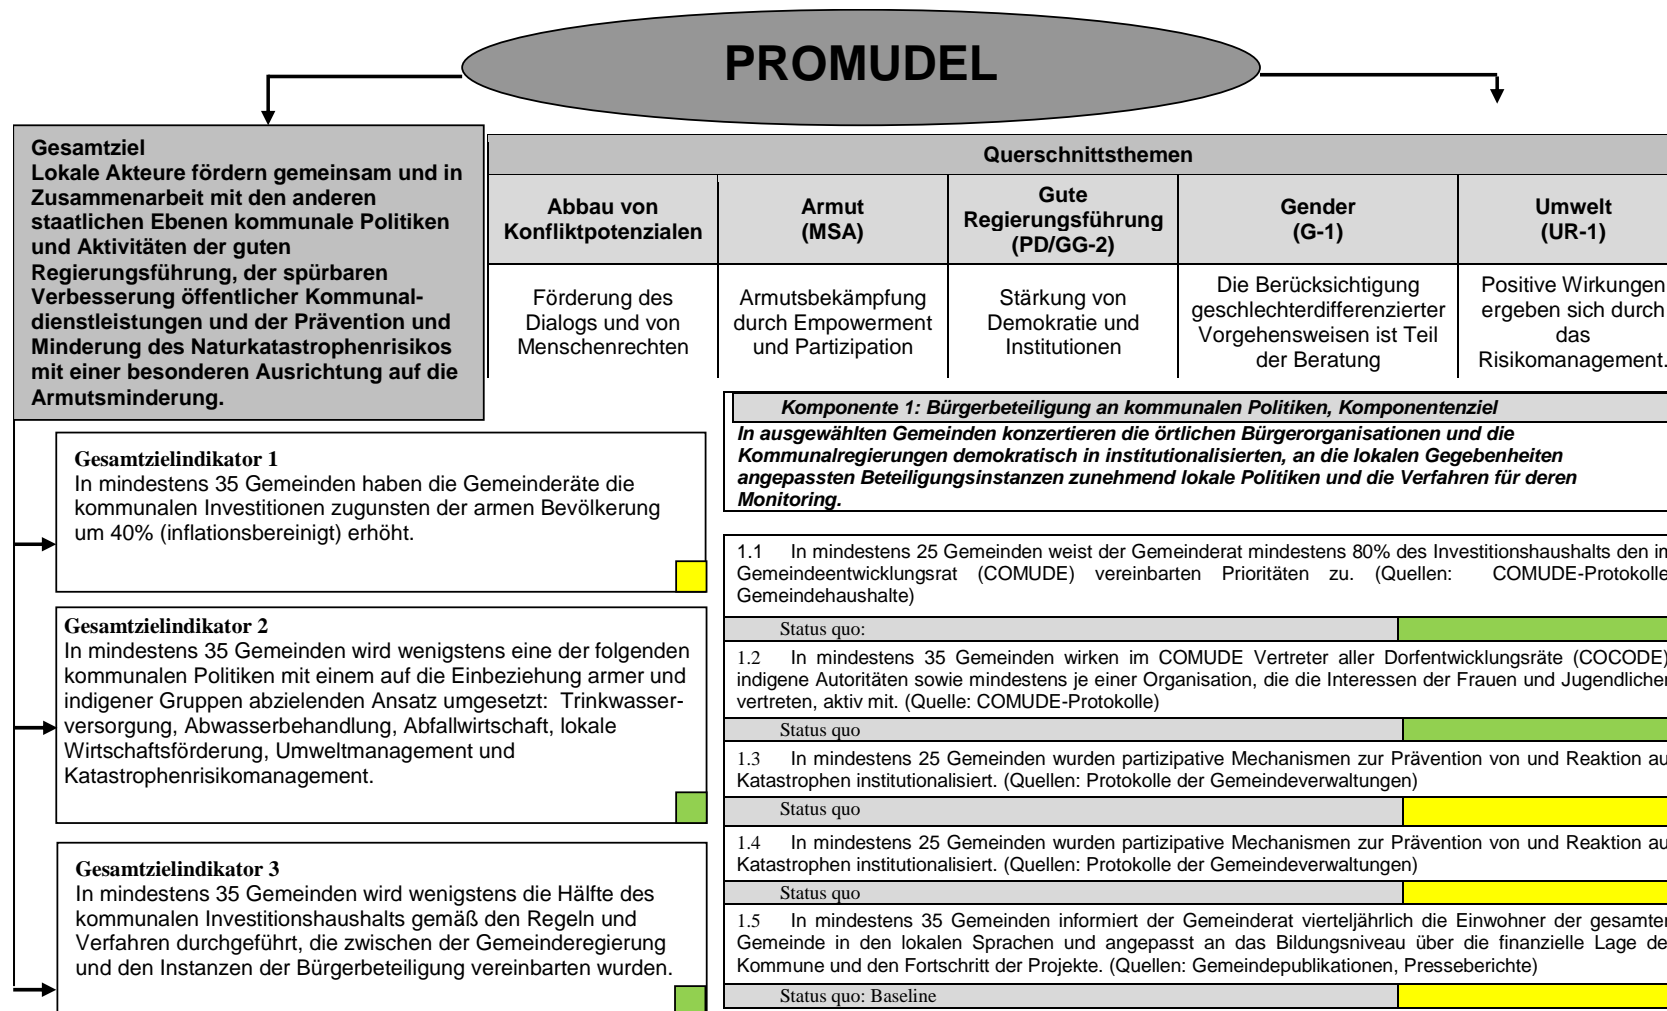 PROMUDEL
Gesamtziel
Lokale Akteure fördern gemeinsam und in
Zusammenarbeit mit den anderen
staatlichen Ebenen kommunale Politiken
und Aktivitäten der guten
Regierungsführung, der spürbaren
Verbesserung öffentlicher Kommunal-
dienstleistungen und der Prävention und
Minderung des Naturkatastrophenrisikos
mit einer besonderen Ausrichtung auf die
Armutsminderung.
Querschnittsthemen
Abbau von
Konfliktpotenzialen
Armut
(MSA)
Gute
Regierungsführung
(PD/GG-2)
Gender
(G-1)
Umwelt
(UR-1)
Förderung des
Dialogs und von
Menschenrechten
Armutsbekämpfung
durch Empowerment
und Partizipation
Stärkung von
Demokratie und
Institutionen
Die Berücksichtigung
geschlechterdifferenzierter
Vorgehensweisen ist Teil
der Beratung
Positive Wirkungen
ergeben sich durch
das
Risikomanagement.
Gesamtzielindikator 1
In mindestens 35 Gemeinden haben die Gemeinderäte die
kommunalen Investitionen zugunsten der armen Bevölkerung
um 40% (inflationsbereinigt) erhöht.
Gesamtzielindikator 2
In mindestens 35 Gemeinden wird wenigstens eine der folgenden
kommunalen Politiken mit einem auf die Einbeziehung armer und
indigener Gruppen abzielenden Ansatz umgesetzt: Trinkwasser-
versorgung, Abwasserbehandlung, Abfallwirtschaft, lokale
Wirtschaftsförderung, Umweltmanagement und
Katastrophenrisikomanagement.
Gesamtzielindikator 3
In mindestens 35 Gemeinden wird wenigstens die Hälfte des
kommunalen Investitionshaushalts gemäß den Regeln und
Verfahren durchgeführt, die zwischen der Gemeinderegierung
und den Instanzen der Bürgerbeteiligung vereinbarten wurden.
Komponente 1: Bürgerbeteiligung an kommunalen Politiken, Komponentenziel
In ausgewählten Gemeinden konzertieren die örtlichen Bürgerorganisationen und die
Kommunalregierungen demokratisch in institutionalisierten, an die lokalen Gegebenheiten
angepassten Beteiligungsinstanzen zunehmend lokale Politiken und die Verfahren für deren
Monitoring.
1.1 In mindestens 25 Gemeinden weist der Gemeinderat mindestens 80% des Investitionshaushalts den
Gemeindeentwicklungsrat (COMUDE) vereinbarten Prioritäten zu. (Quellen: COMUDE-Protokolle
Gemeindehaushalte)
Status quo:
1.2 In mindestens 35 Gemeinden wirken im COMUDE Vertreter aller Dorfentwicklungsräte (COCODE)
indigene Autoritäten sowie mindestens je einer Organisation, die die Interessen der Frauen und
vertreten, aktiv mit. (Quelle: COMUDE-Protokolle)
Status quo
1.3 In mindestens 25 Gemeinden wurden partizipative Mechanismen zur Prävention von und Reaktion
Katastrophen institutionalisiert. (Quellen: Protokolle der Gemeindeverwaltungen)
Status quo
1.4 In mindestens 25 Gemeinden wurden partizipative Mechanismen zur Prävention von und Reaktion
Katastrophen institutionalisiert. (Quellen: Protokolle der Gemeindeverwaltungen)
Status quo
1.5 In mindestens 35 Gemeinden informiert der Gemeinderat vierteljährlich die Einwohner der
Gemeinde in den lokalen Sprachen und angepasst an das Bildungsniveau über die finanzielle Lage
Kommune und den Fortschritt der Projekte. (Quellen: Gemeindepublikationen, Presseberichte)
Status quo: Baseline